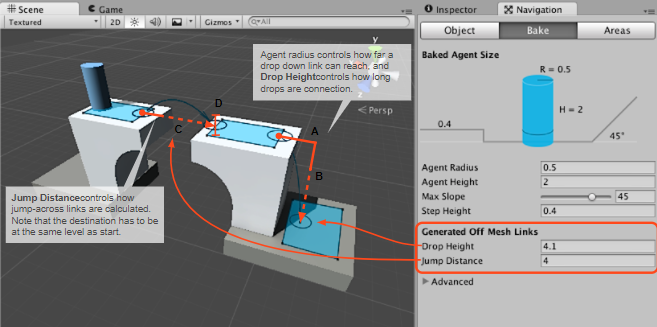 Scene
Game
Textured
2D
Gizmos
All
y
z
Persp
Agent radius controls how far a
drop down link can reach, and
Drop Heightcontrols how long
drops are connection.
D
C
A
B
Jump Distancecontrols how
jump-across links are calculated.
Note that the destination has to be
at the same level as start.
Inspector
Navigation
Object
Bake
Areas
Baked Agent Size
R = 0.5
H = 2
0.4
45°
Agent Radius 0.5
Agent Height 2
Max Slope 45
Step Height 0.4
Generated Off Mesh Links
Drop Height 4.1
Jump Distance 4
Advanced